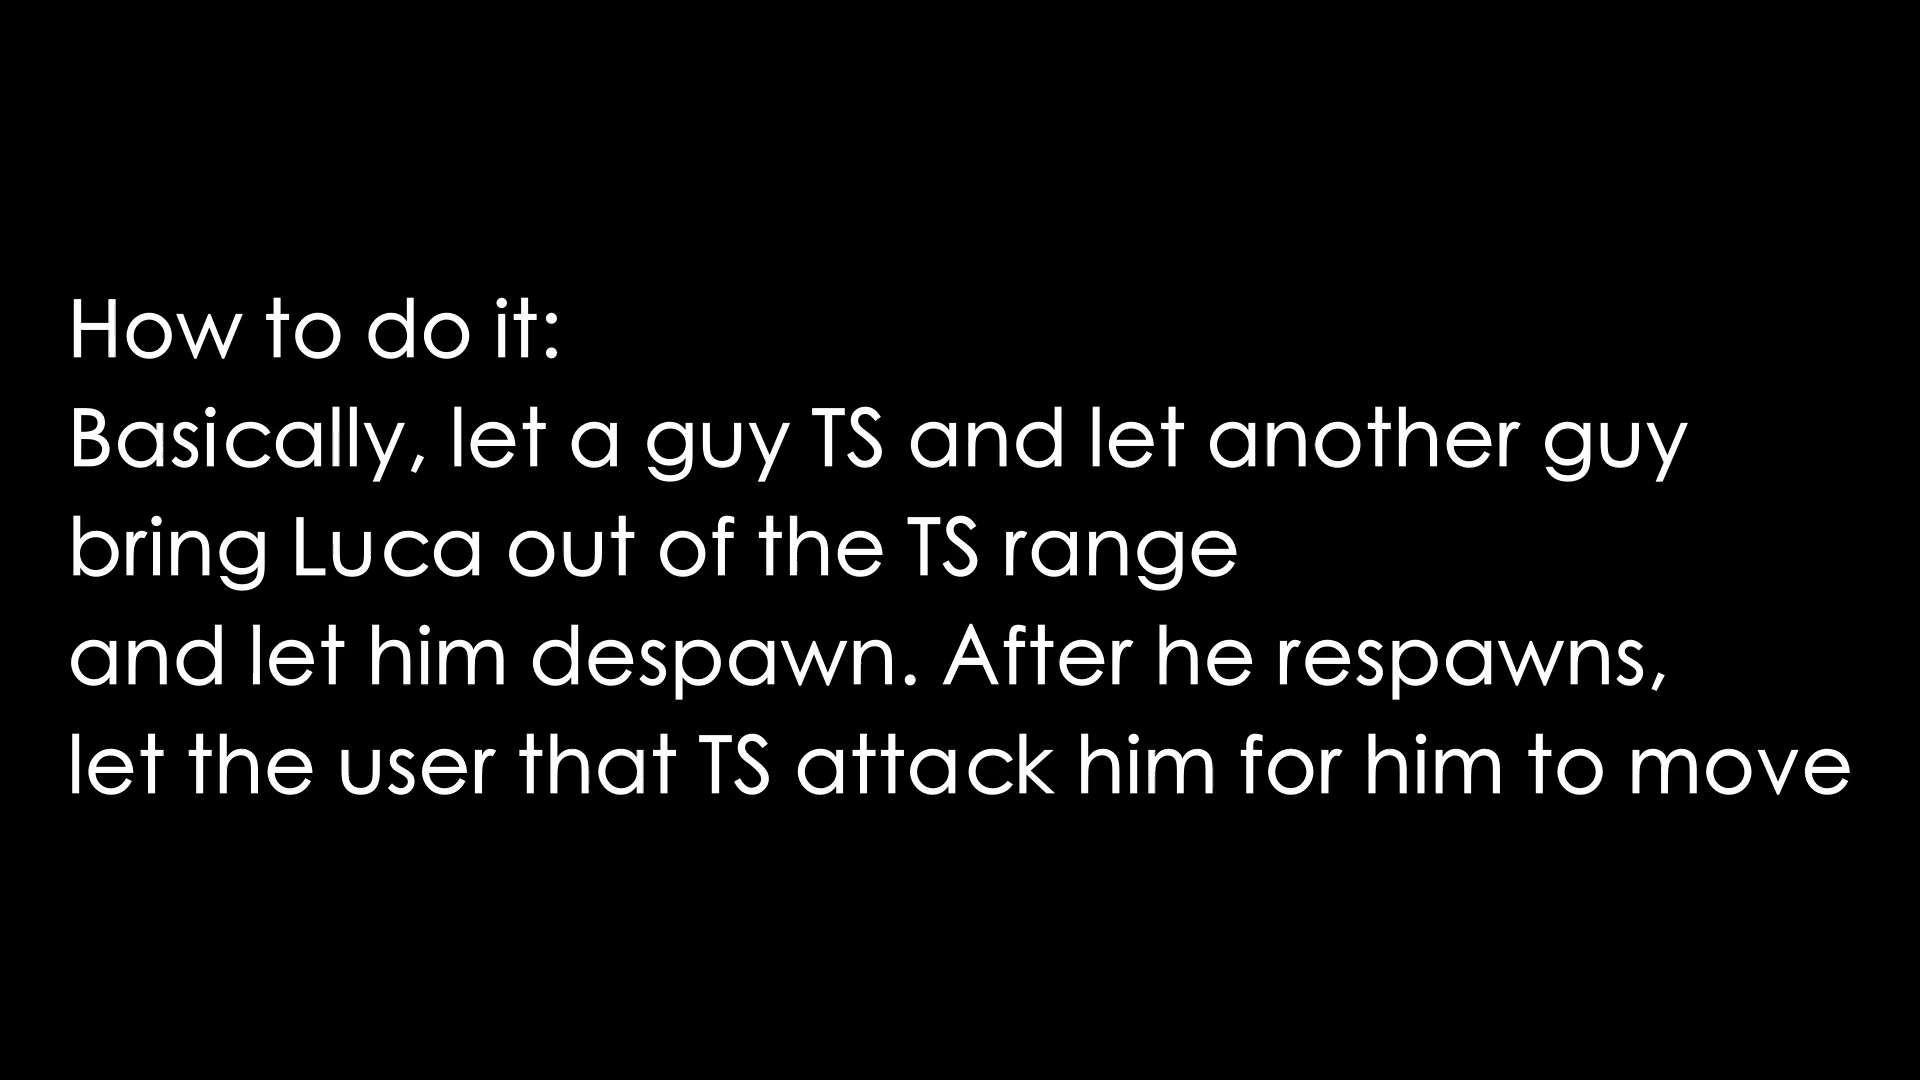 How to do it:
Basically, let a guy TS and let another guy
bring Luca out of the TS range
and let him despawn. After he respawns,
let the user that TS attack him for him to move